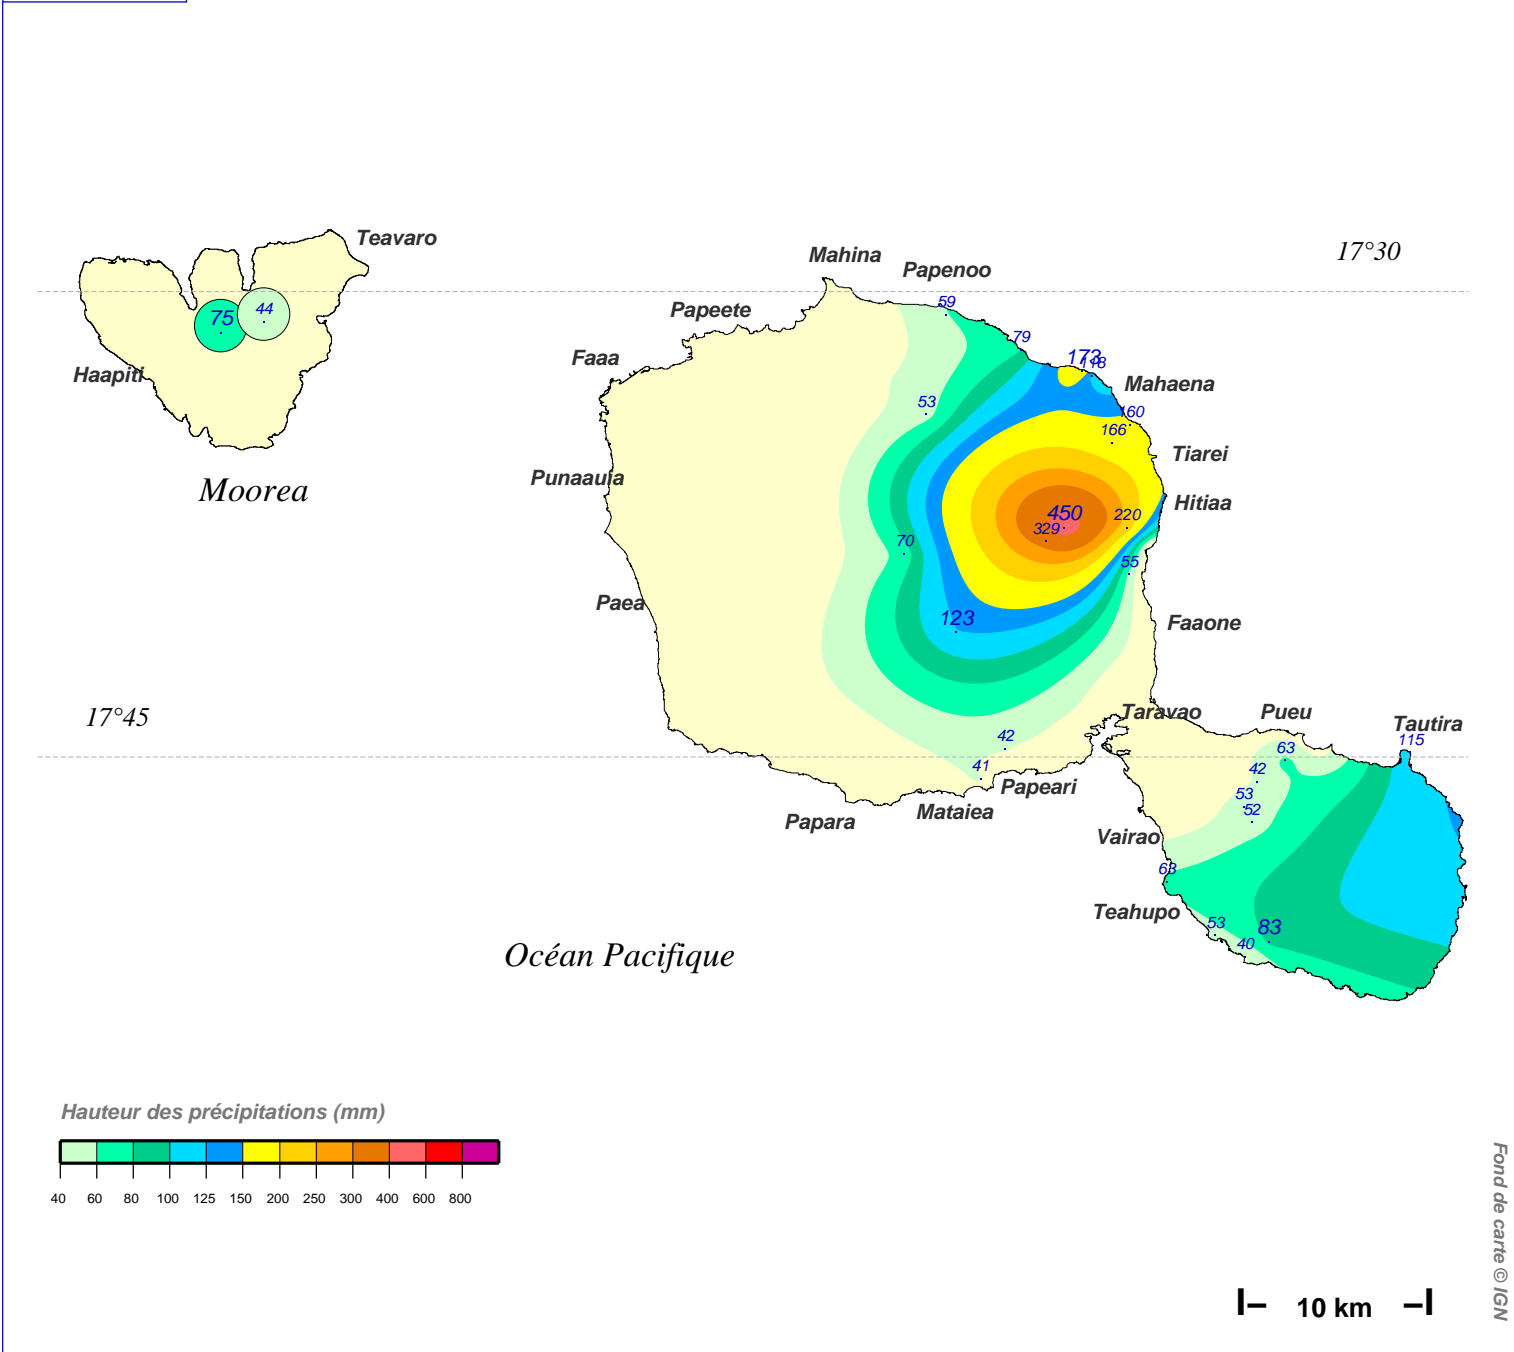 17°30
Teavaro
Mahina
Papenoo
59
Papeete
44
75
79
Faaa
173
118
Haapiti
Mahaena
53
160
166
Tiarei
Punaauia
Moorea
Hitiaa
450
220
329
70
55
Paea
123
Faaone
17°45
Taravao
Pueu
Tautira
42
63
115
41
42
Papeari
53
Mataiea
52
Papara
Vairao
63
Teahupo
53
83
40
Océan Pacifique
Hauteur des précipitations (mm)
40 60 80 100 125 150 200 250 300 400 600 800
Fond de carte © IGN
10 km